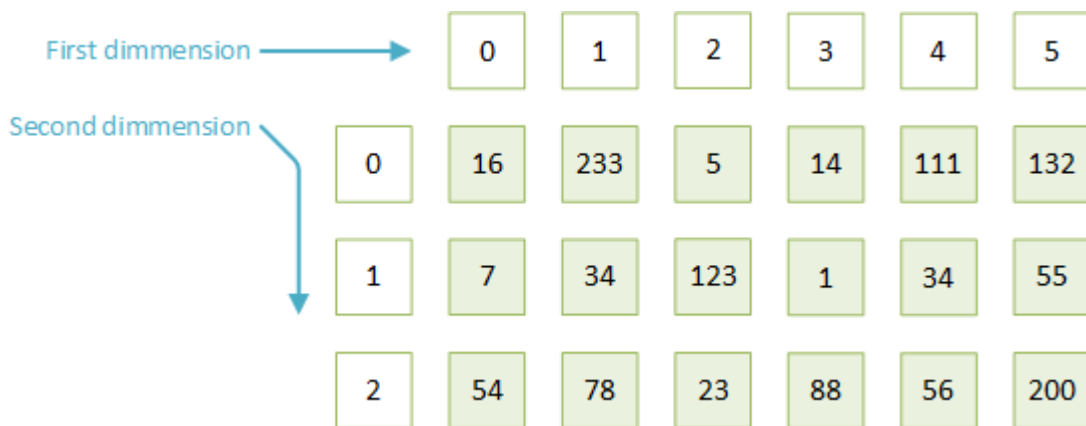 First dimmension 0 1 2 3 4 5
Second dimmension
0 16 233 5 14 111 132
1 7 34 123 1 34 55
2 54 78 23 88 56 200